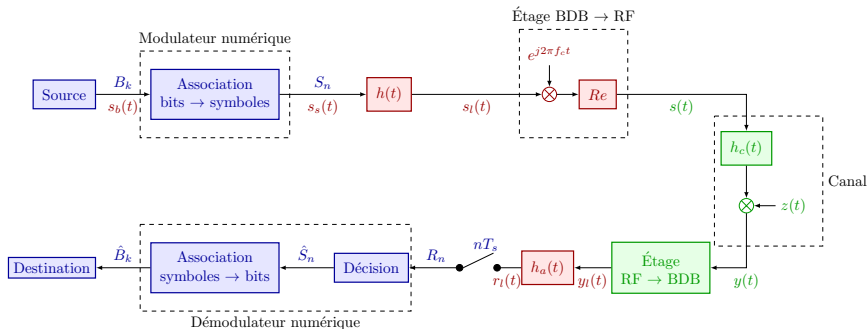 Étage BDB → RF
Modulateur numérique
e^{j2πf_ct}
Source
B_k
s_b(t)
Association
bits → symboles
S_n
s_s(t)
h(t)
s_l(t)
Re
s(t)
h_c(t)
Canal
z(t)
Destination
B̂_k
Association
symboles → bits
Ŝ_n
Décision
R_n
nT_s
r_l(t)
h_a(t)
y_l(t)
Étage
RF → BDB
y(t)
Démodulateur numérique